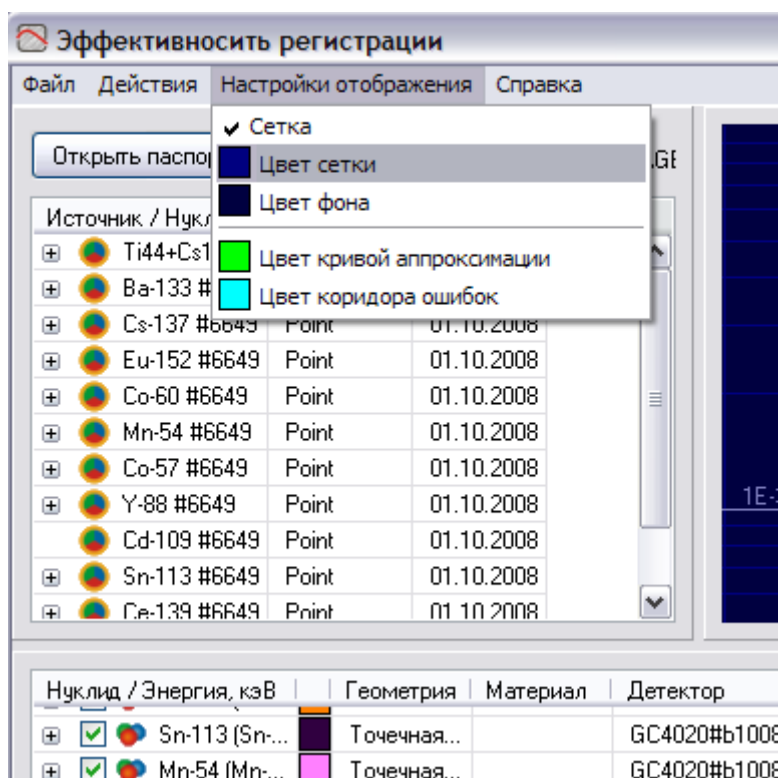 Эффективносить регистрации
Файл Действия Настройки отображения Справка
Сетка
Открыть
Цвет сетки
Цвет фона
Источник /
Ti44+Cs1
Цвет кривой аппроксимации
Ba-133
Цвет коридора ошибок
Cs-137 #6649 Point 01.10.2008
Eu-152 #6649 Point 01.10.2008
Co-60 #6649 Point 01.10.2008
Mn-54 #6649 Point 01.10.2008
Co-57 #6649 Point 01.10.2008
Y-88 #6649 Point 01.10.2008
1E-
Cd-109 #6649 Point 01.10.2008
Sn-113 #6649 Point 01.10.2008
Ce-139 #6649 Point 01.10.2008
Нуклид / Энергия, кэВ Геометрия Материал Детектор
Sn-113 (Sn-... Точечная... GC4020#b1008
Mn-54 (Mn-... Точечная... GC4020#b1008